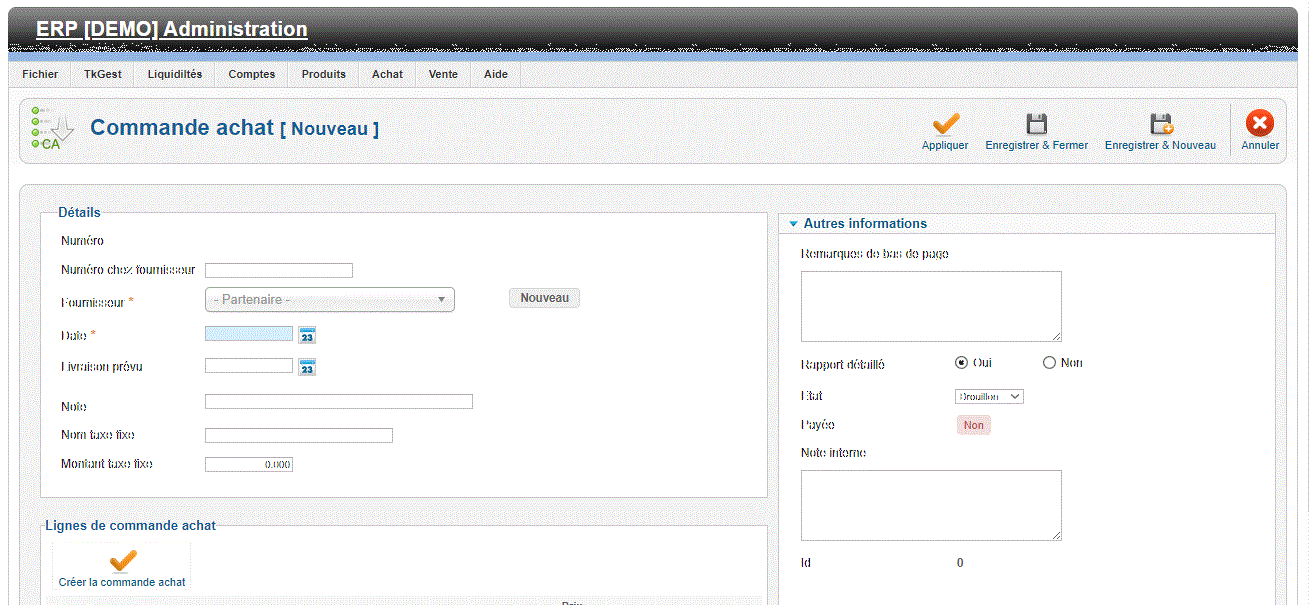 ERP [DEMO] Administration
Fichier TkGest Liquidiltés Comptes Produits Achat Vente Aide
CA
Commande achat [ Nouveau ]
Appliquer Enregistrer & Fermer Enregistrer & Nouveau Annuler
Détails
Numéro
Numéro chez fournisseur
Fournisseur * - Partenaire - Nouveau
Date * 23
Livraison prévu 23
Note
Nom taxe fixe
Montant taxe fixe 0.000
Lignes de commande achat
Créer la commande achat
Autres informations
Remarques de bas de page
Rapport détaillé Oui Non
Etat Brouillon
Payée Non
Note interne
Id 0